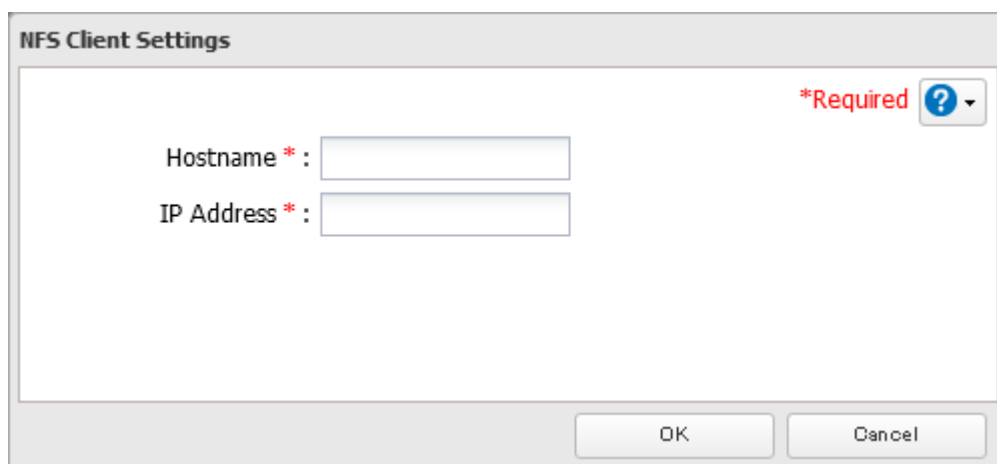 NFS Client Settings
*Required ?
Hostname * :
IP Address * :
OK Cancel